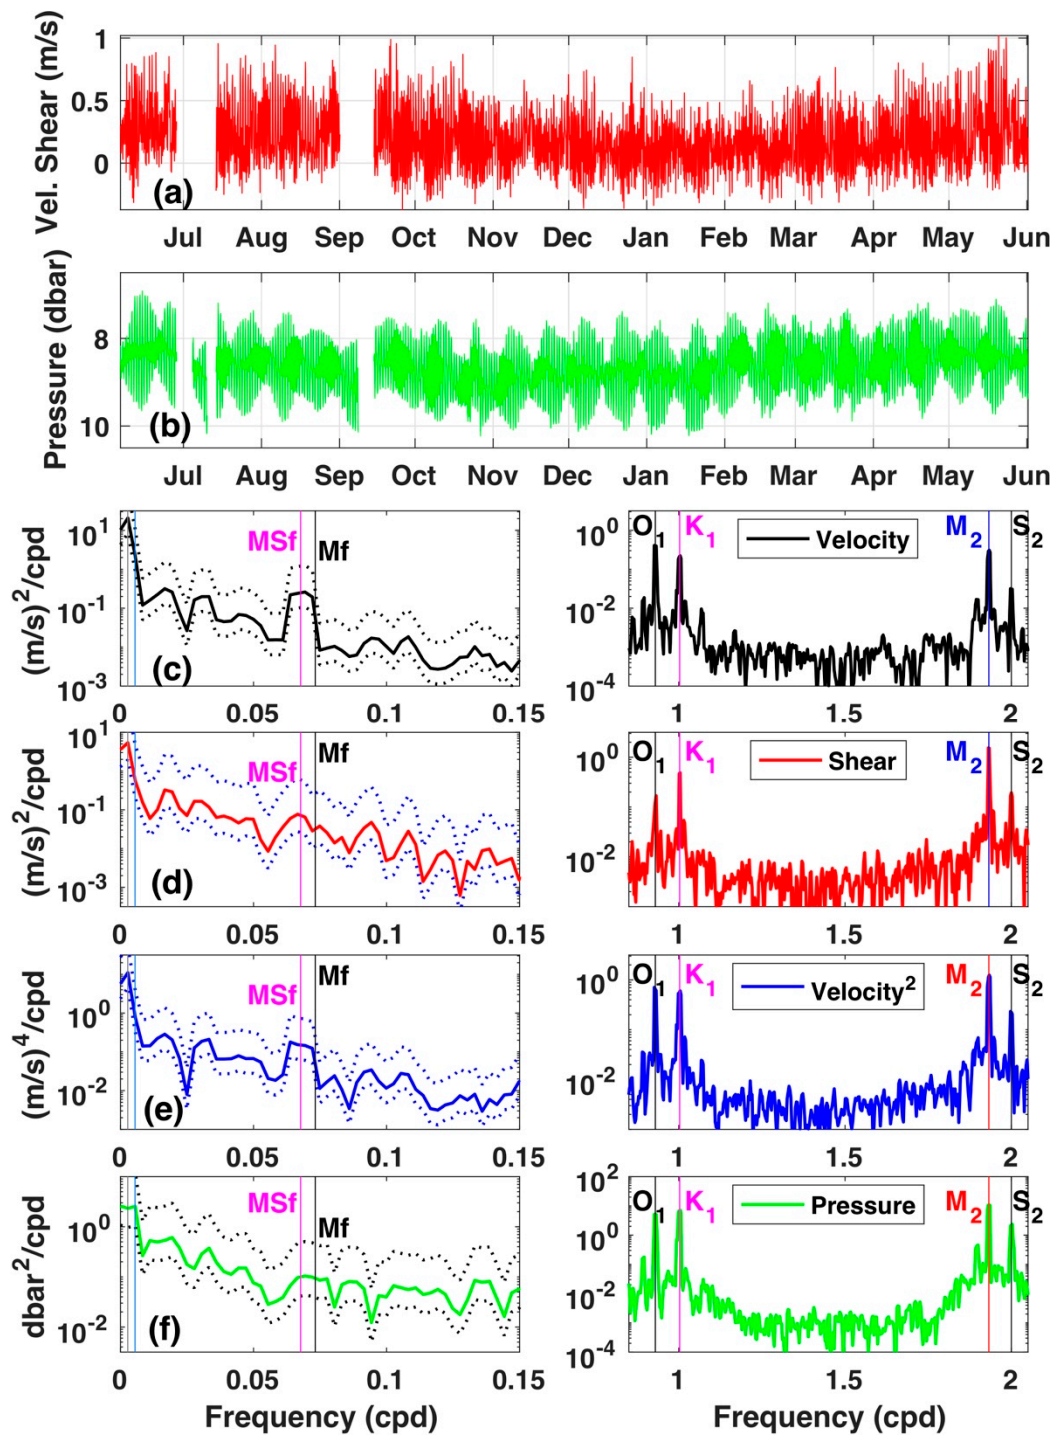 Vel. Shear (m/s)
1
0.5
0
(a)
Jul Aug Sep Oct Nov Dec Jan Feb Mar Apr May Jun
Pressure (dbar)
8
10
(b)
Jul Aug Sep Oct Nov Dec Jan Feb Mar Apr May Jun
(m/s)²/cpd
10¹
10⁻¹
10⁻³
MSf
Mf
(c)
0 0.05 0.1 0.15
10⁰
10⁻²
10⁻⁴
O₁
K₁
Velocity
M₂
S₂
1 1.5 2
(m/s)²/cpd
10¹
10⁻¹
10⁻³
MSf
Mf
(d)
0 0.05 0.1 0.15
10⁰
10⁻²
O₁
K₁
Shear
M₂
S₂
1 1.5 2
(m/s)⁴/cpd
10⁰
10⁻²
MSf
Mf
(e)
0 0.05 0.1 0.15
10⁰
10⁻²
O₁
K₁
Velocity²
M₂
S₂
1 1.5 2
dbar²/cpd
10⁰
10⁻²
MSf
Mf
(f)
0 0.05 0.1 0.15
Frequency (cpd)
10²
10⁰
10⁻²
10⁻⁴
O₁
K₁
Pressure
M₂
S₂
1 1.5 2
Frequency (cpd)